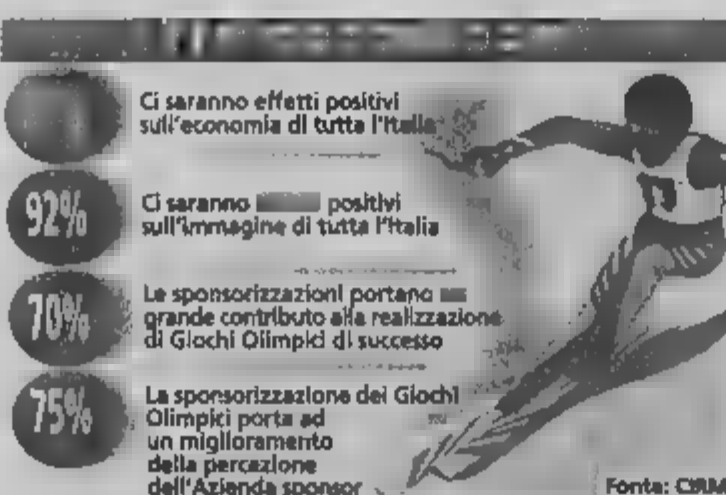 Ci saranno effetti positivi
sull'economia di tutta l'Italia
92%
Ci saranno positivi
sull'immagine di tutta l'Italia
70%
Le sponsorizzazioni portano
grande contributo alla realizzazione
di Giochi Olimpici di successo
75%
La sponsorizzazione dei Giochi
Olimpici porta ad
un miglioramento
della percezione
dell'Azienda sponsor
Fonte: CIRM